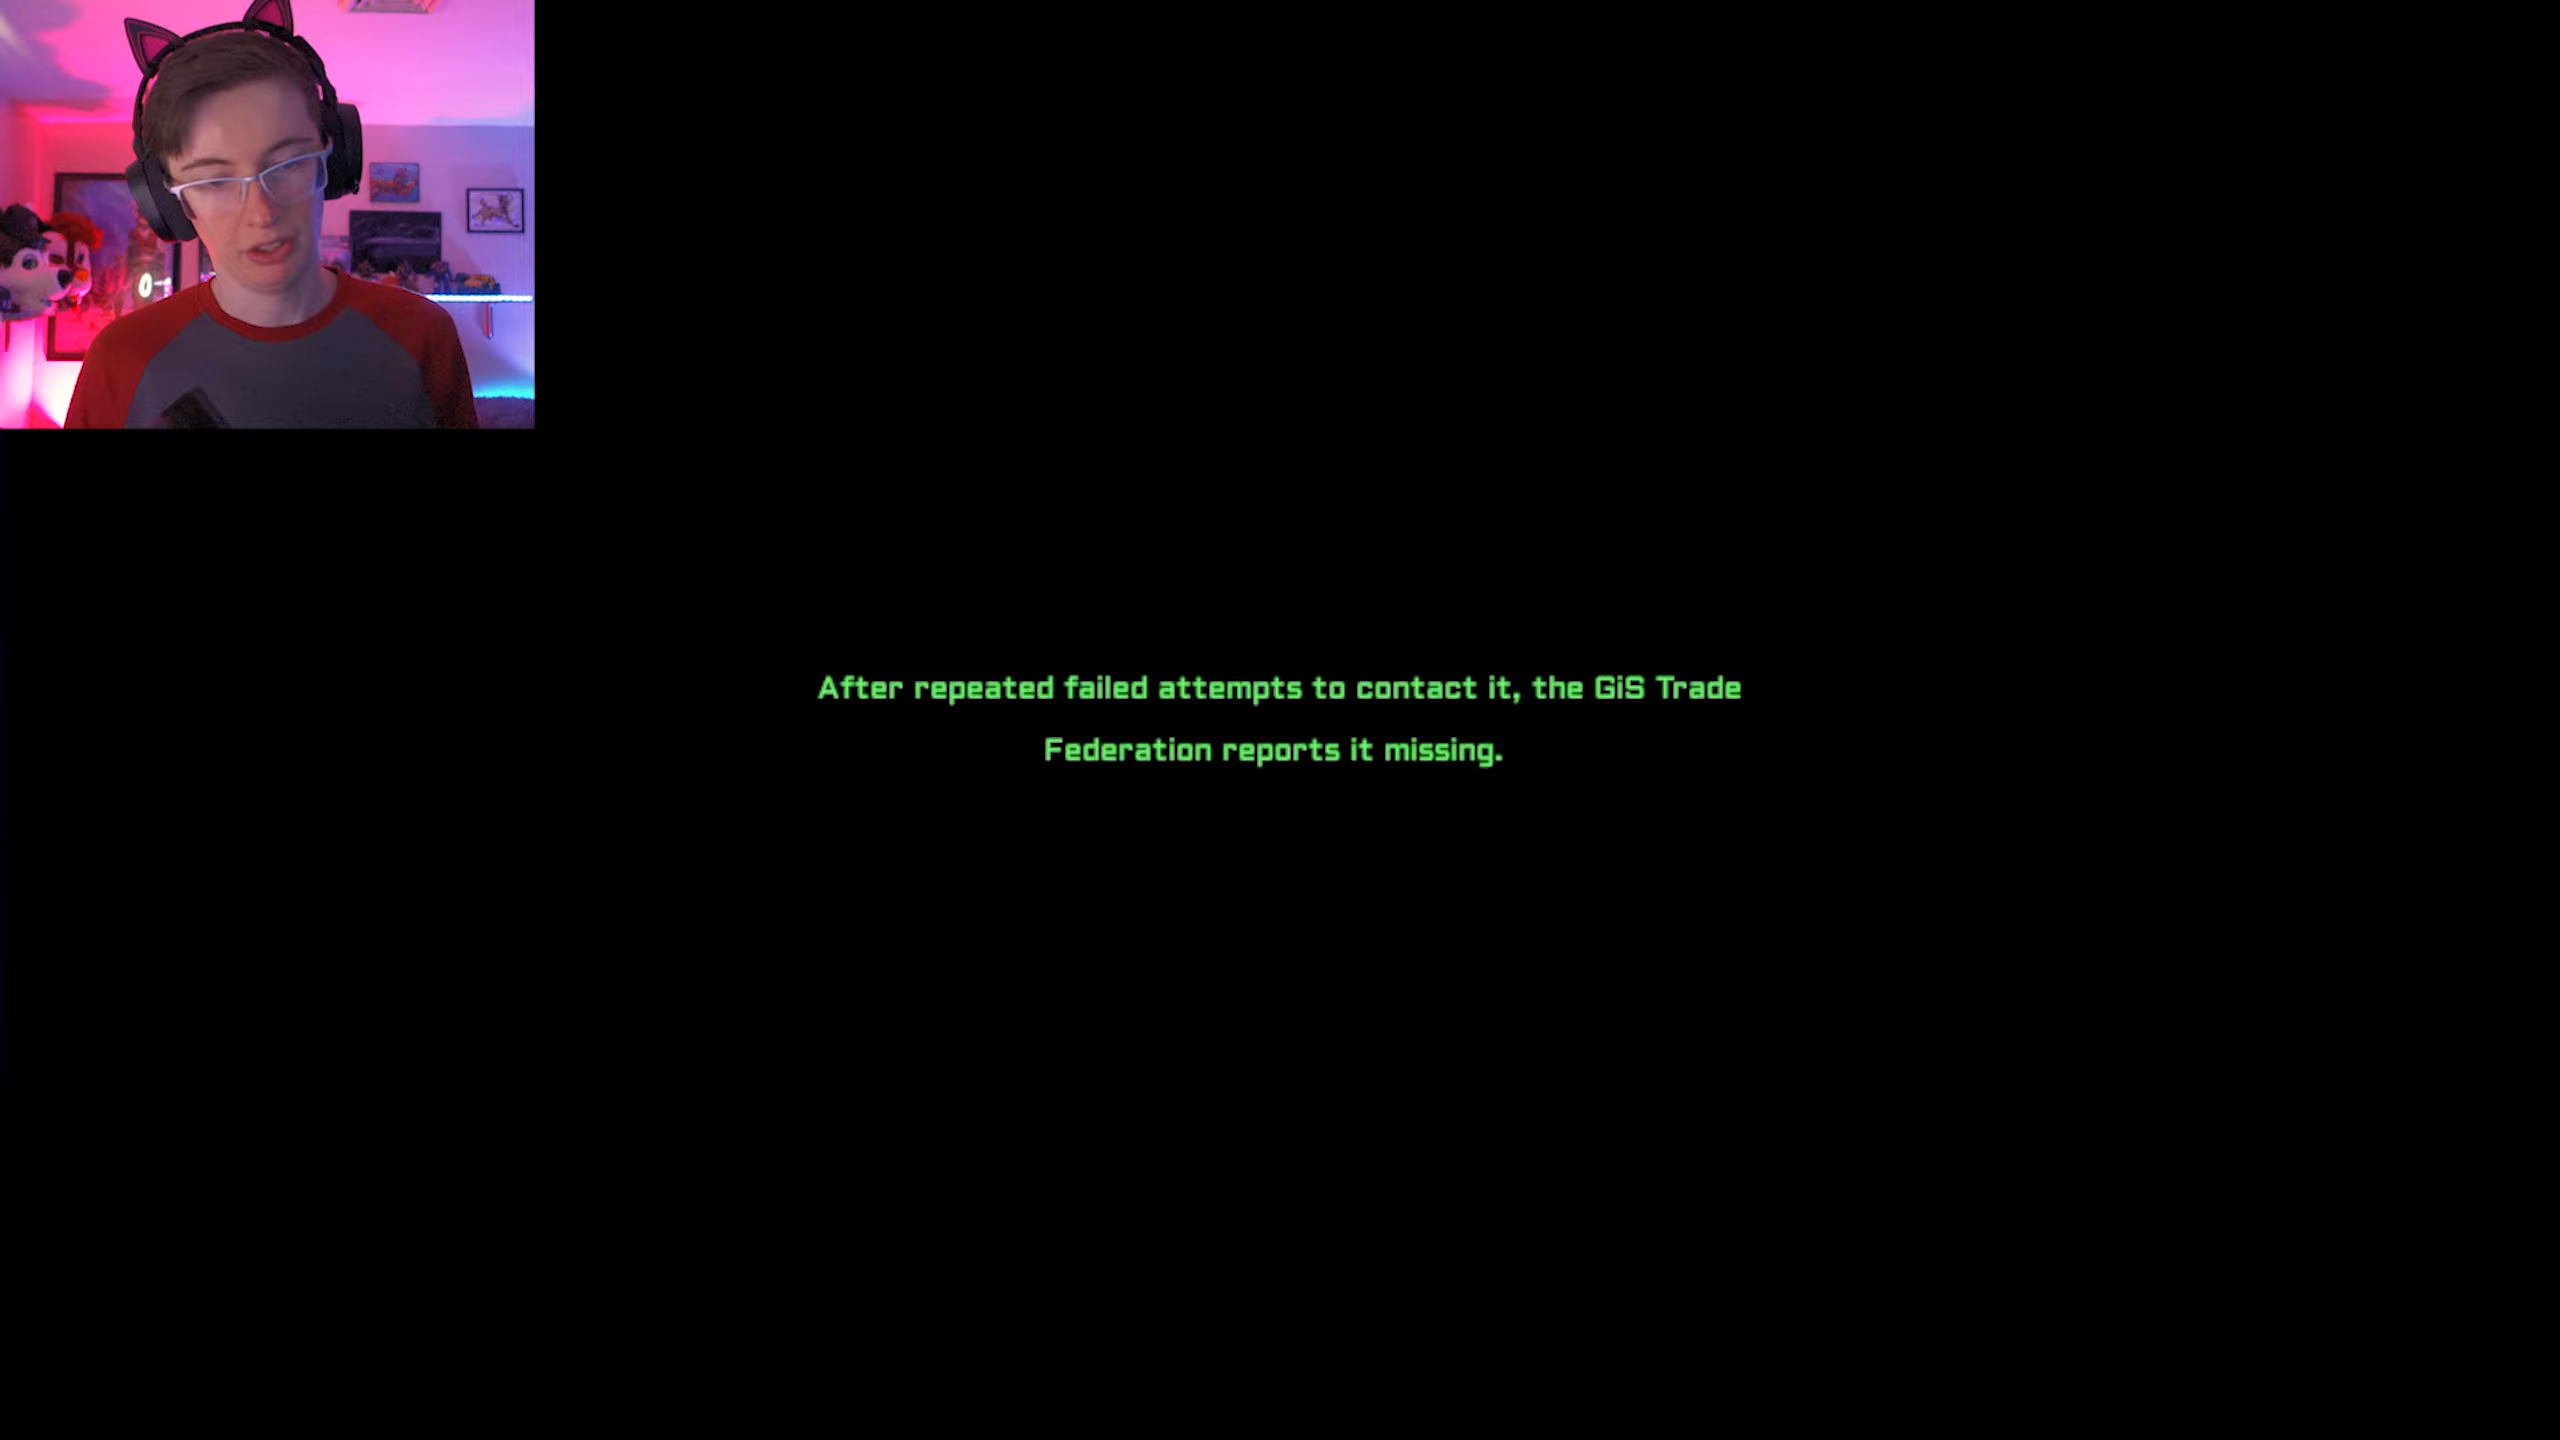 After repeated failed attempts to contact it, the GiS Trade
Federation reports it missing.